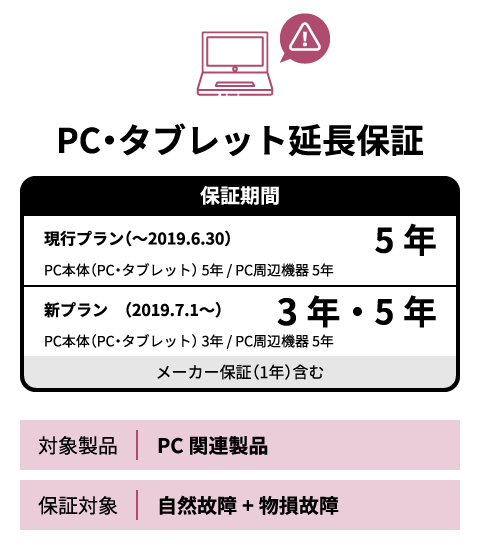 PC・タブレット延長保証
保証期間
現行プラン(～2019.6.30)
5 年
PC本体(PC・タブレット) 5年 / PC周辺機器 5年
新プラン (2019.7.1～)
3 年・5 年
PC本体(PC・タブレット) 3年 / PC周辺機器 5年
メーカー保証(1年)含む
対象製品 PC 関連製品
保証対象 自然故障 + 物損故障